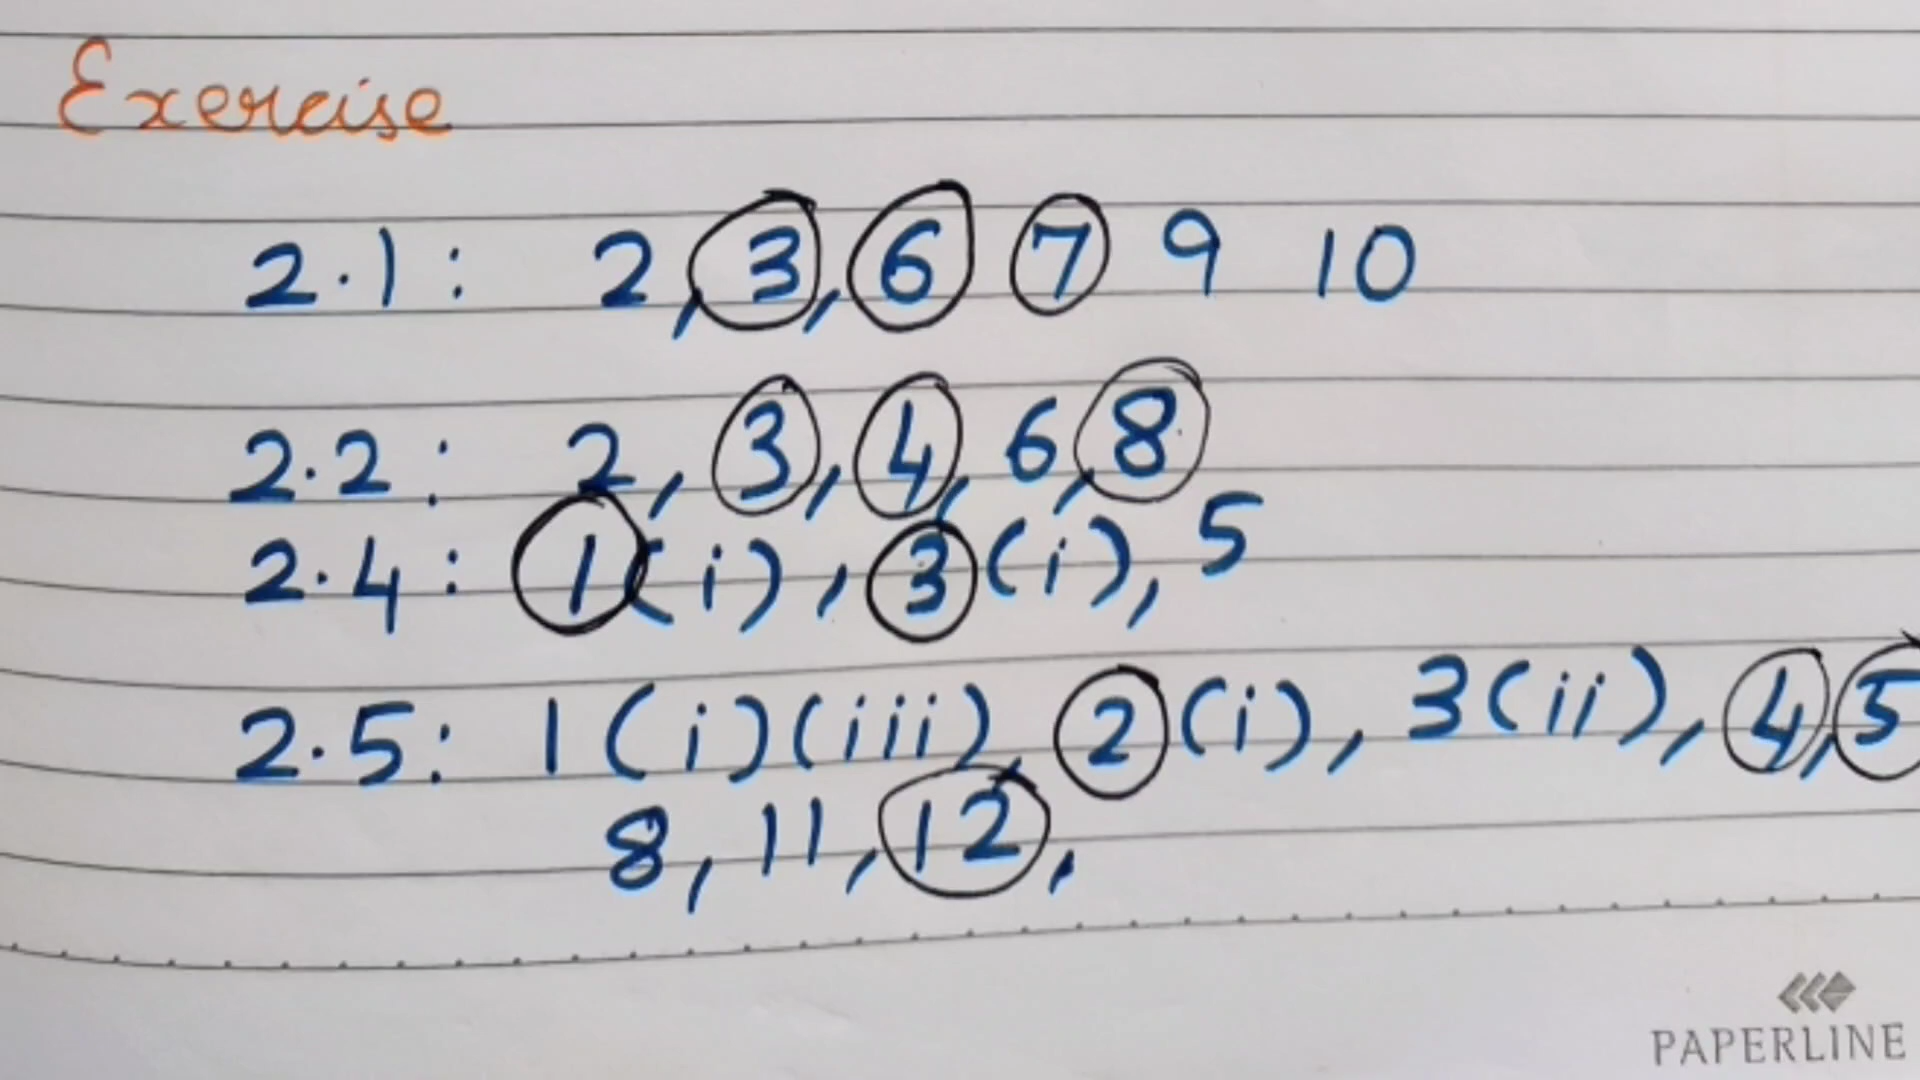 Exercise
2.1: 2, 3, 6 7 9 10
2.2: 2, 3, 4, 6, 8
2.4: 1(i), 3(i), 5
2.5: 1(i)(iii), 2(i), 3(ii), 4, 5
8, 11, 12,
PAPERLINE